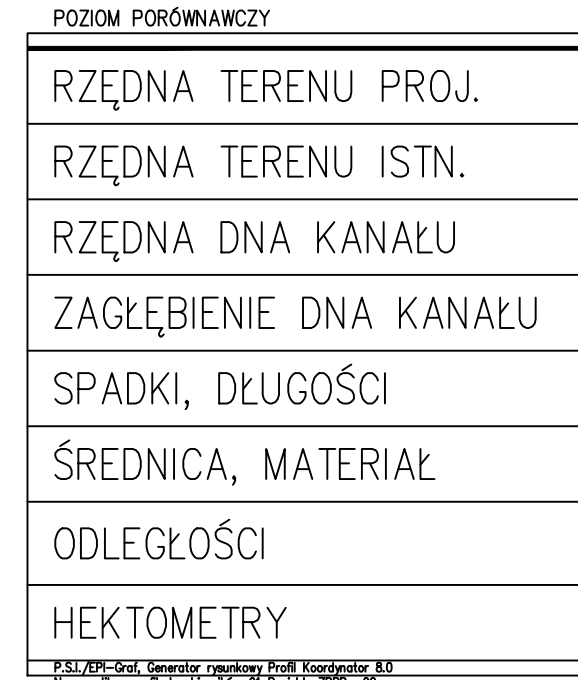 POZIOM PORÓWNAWCZY
RZĘDNA TERENU PROJ.
RZĘDNA TERENU ISTN.
RZĘDNA DNA KANAŁU
ZAGŁĘBIENIE DNA KANAŁU
SPADKI, DŁUGOŚCI
ŚREDNICA, MATERIAŁ
ODLEGŁOŚCI
HEKTOMETRY
P.S.I./EPI-Graf, Generator rysunkowy Profil Koordynator 8.0